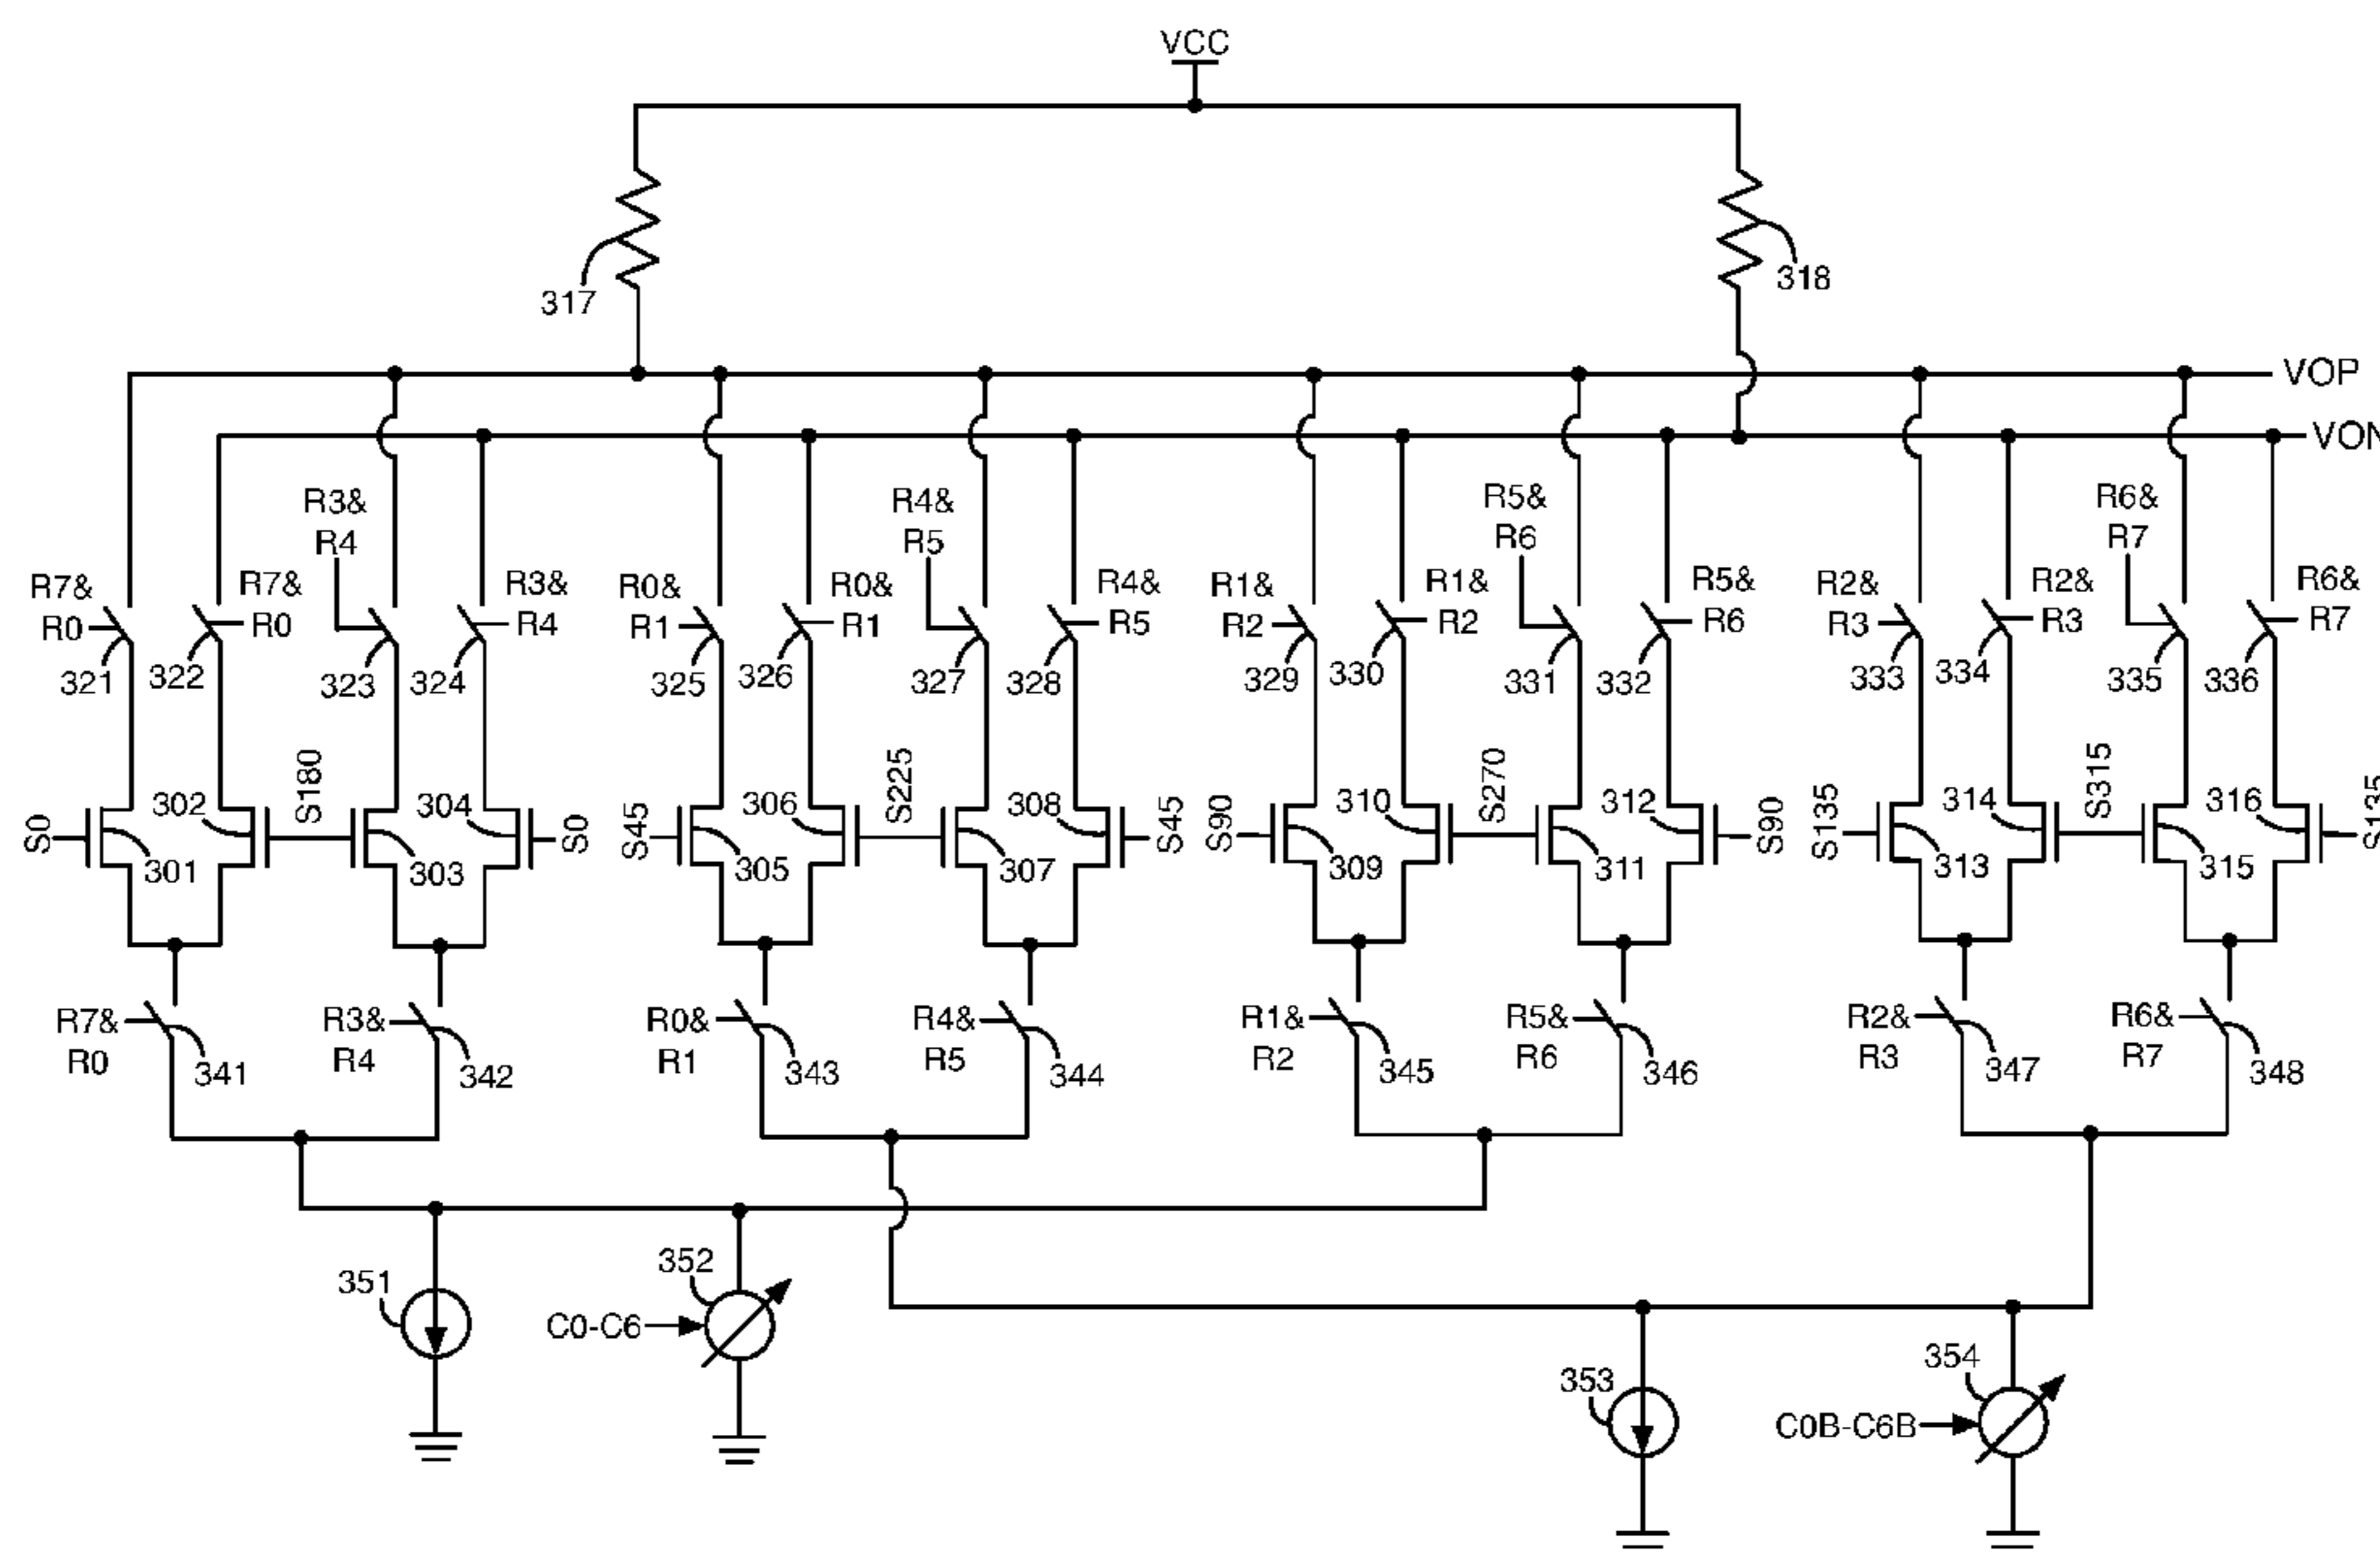 VCC
317
318
VOP
R3&
R4
R4&
R5
R5&
R6
R6&
R7
R7&
R0
R7&
R0
R3&
R4
R0&
R1
R0&
R1
R4&
R5
R1&
R2
R1&
R2
R5&
R6
R2&
R3
R2&
R3
R6&
R7
321
322
323
324
325
326
327
328
329
330
331
332
333
334
335
336
S0
302
S180
304
S0
S45
306
S225
308
S45
S90
310
S270
312
S90
S135
314
S315
316
301
303
305
307
309
311
313
315
R7&
R0
341
R3&
R4
342
R0&
R1
343
R4&
R5
344
R1&
R2
345
R5&
R6
346
R2&
R3
347
R6&
R7
348
351
352
C0-C6
353
354
C0B-C6B